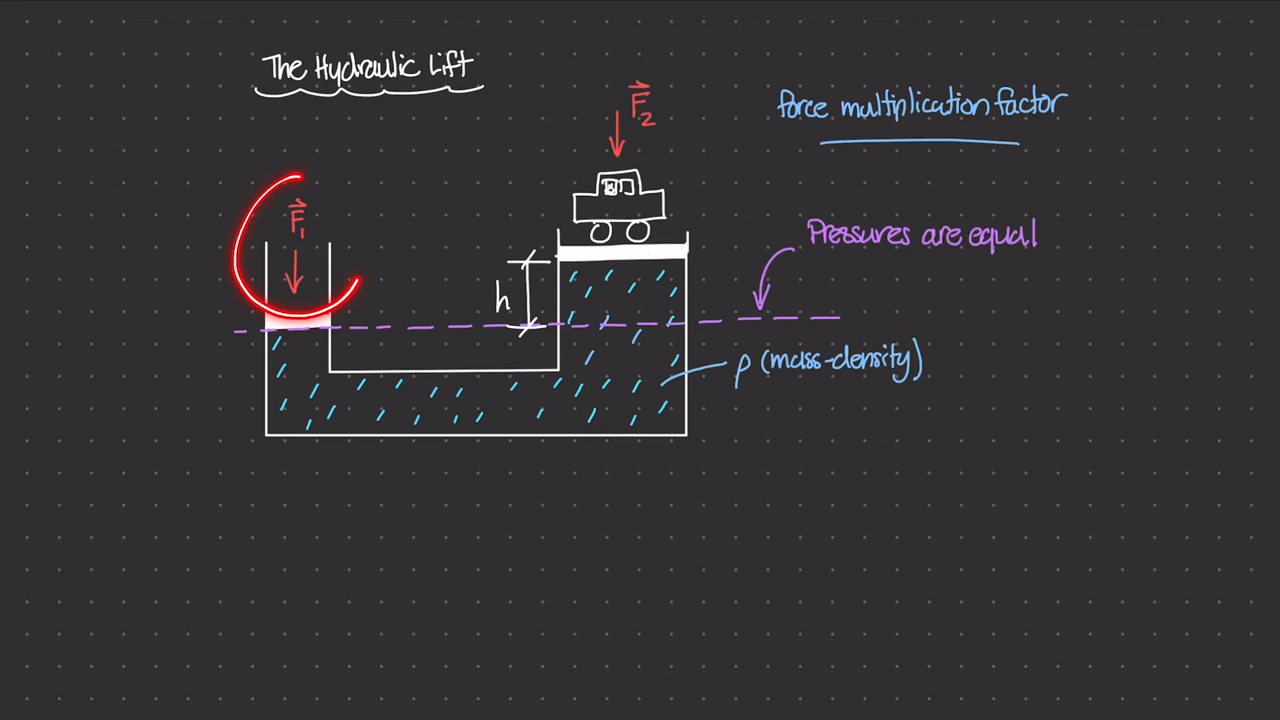 The Hydraulic Lift
F₂
force multiplication factor
F₁
Pressures are equal
h
ρ (mass-density)